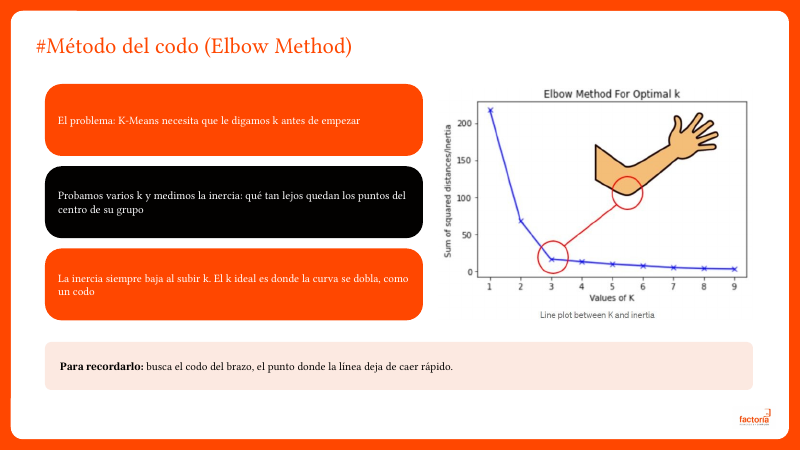 #Método del codo (Elbow Method)
El problema: K-Means necesita que le digamos k antes de empezar
Probamos varios k y medimos la inercia: qué tan lejos quedan los puntos del
centro de su grupo
La inercia siempre baja al subir k. El k ideal es donde la curva se dobla, como
un codo
Elbow Method For Optimal k
Sum of squared distances/Inertia
200
150
100
50
0
1 2 3 4 5 6 7 8 9
Values of K
Line plot between K and inertia
Para recordarlo: busca el codo del brazo, el punto donde la línea deja de caer rápido.
factoría